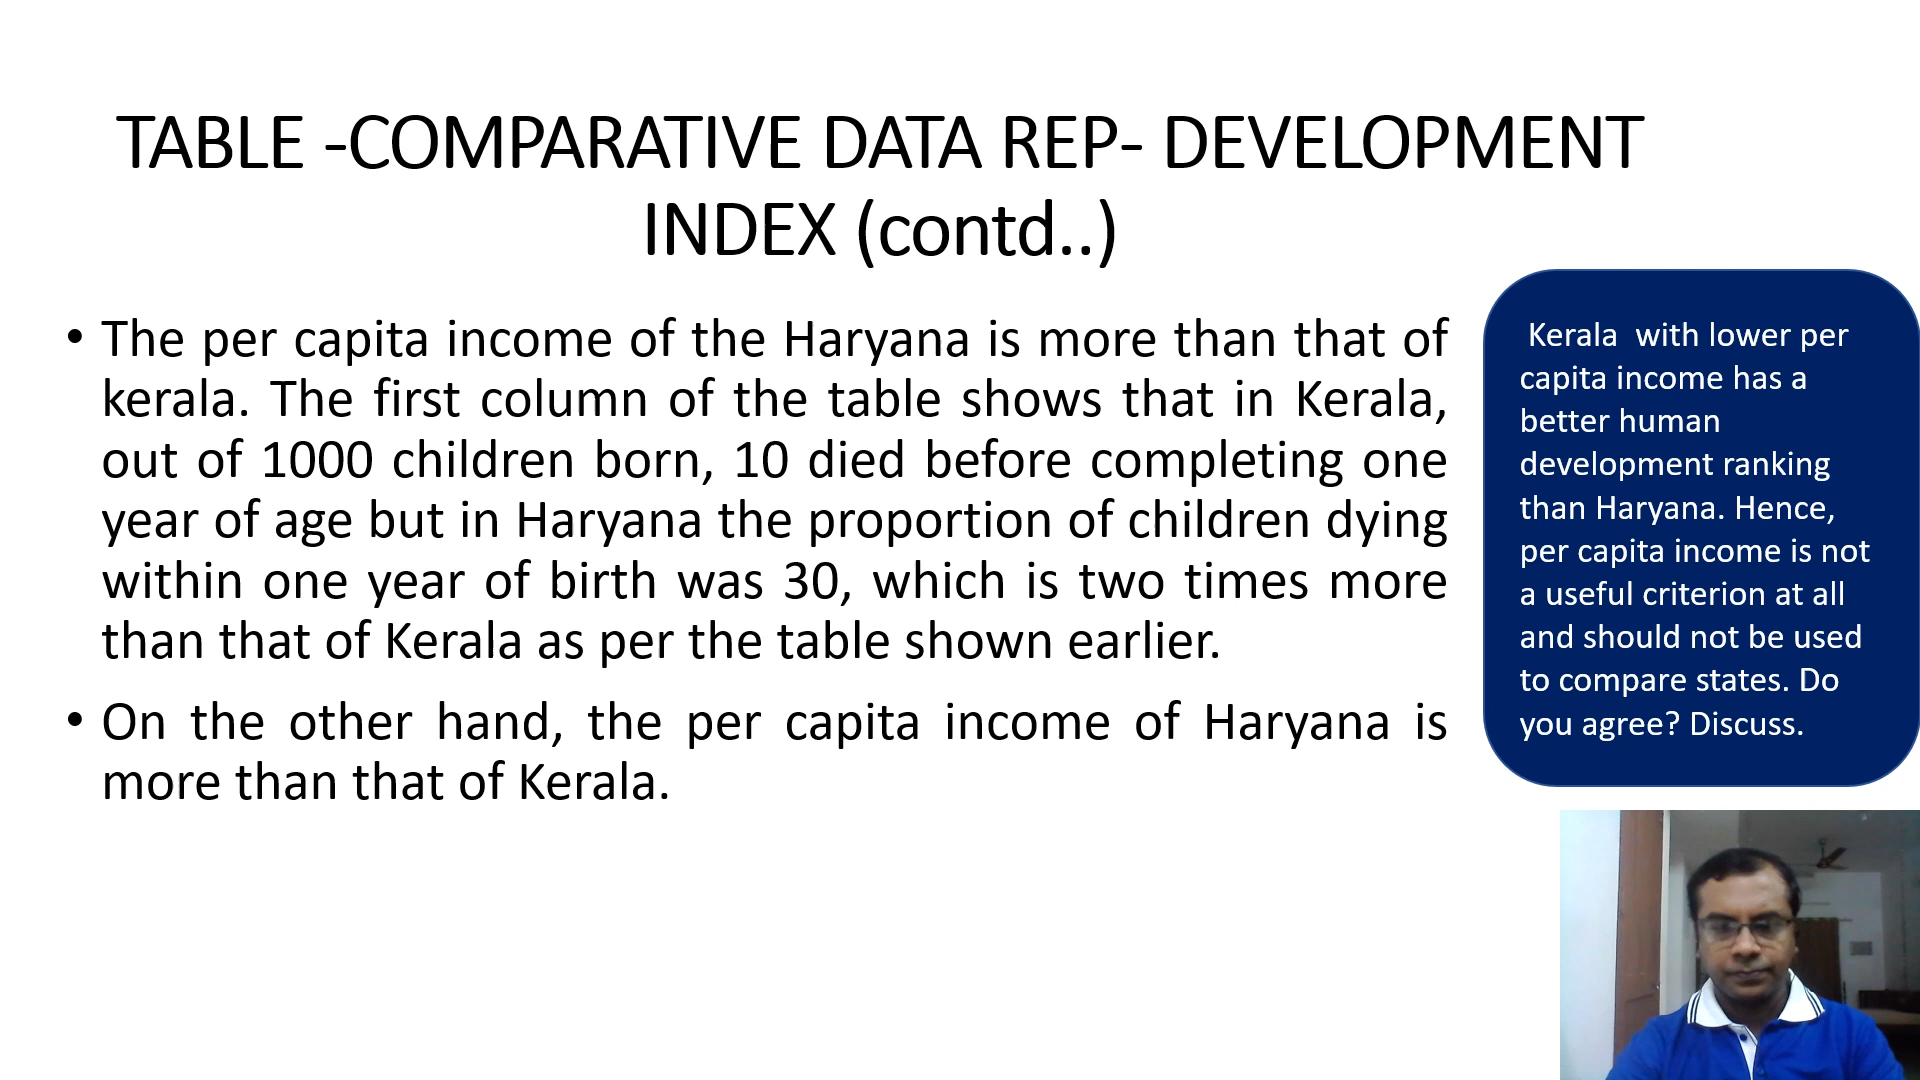 TABLE -COMPARATIVE DATA REP- DEVELOPMENT
INDEX (contd..)
• The per capita income of the Haryana is more than that of
kerala. The first column of the table shows that in Kerala,
out of 1000 children born, 10 died before completing one
year of age but in Haryana the proportion of children dying
within one year of birth was 30, which is two times more
than that of Kerala as per the table shown earlier.
• On the other hand, the per capita income of Haryana is
more than that of Kerala.
Kerala with lower per
capita income has a
better human
development ranking
than Haryana. Hence,
per capita income is not
a useful criterion at all
and should not be used
to compare states. Do
you agree? Discuss.